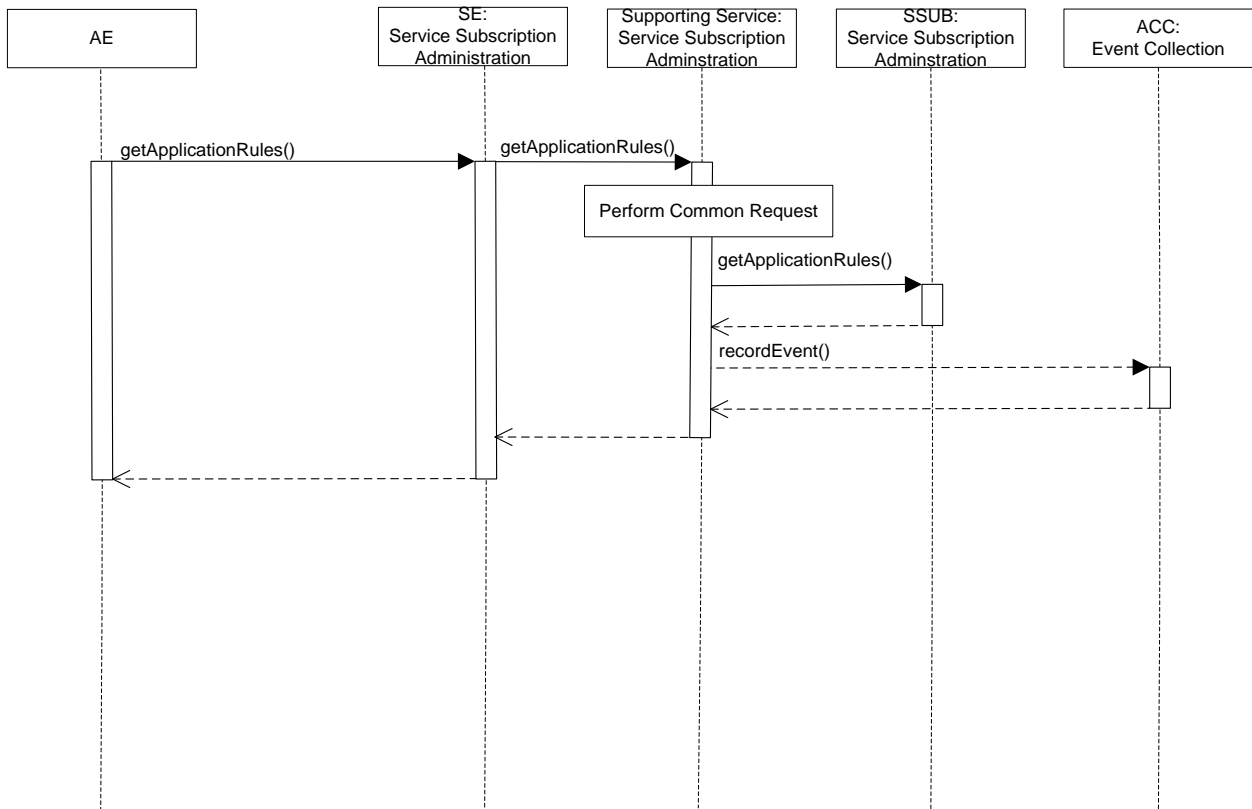 AE
SE:
Service Subscription
Administration
Supporting Service:
Service Subscription
Adminstration
SSUB:
Service Subscription
Adminstration
ACC:
Event Collection
getApplicationRules()
getApplicationRules()
Perform Common Request
getApplicationRules()
recordEvent()